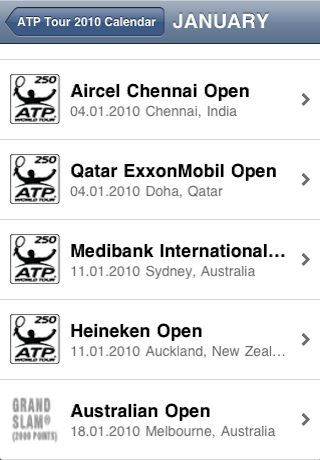 ATP Tour 2010 Calendar
JANUARY
250
ATP
WORLD TOUR
Aircel Chennai Open
04.01.2010 Chennai, India
250
ATP
WORLD TOUR
Qatar ExxonMobil Open
04.01.2010 Doha, Qatar
250
ATP
WORLD TOUR
Medibank International...
11.01.2010 Sydney, Australia
250
ATP
WORLD TOUR
Heineken Open
11.01.2010 Auckland, New Zeal...
GRAND
SLAM®
(2000 POINTS)
Australian Open
18.01.2010 Melbourne, Australia